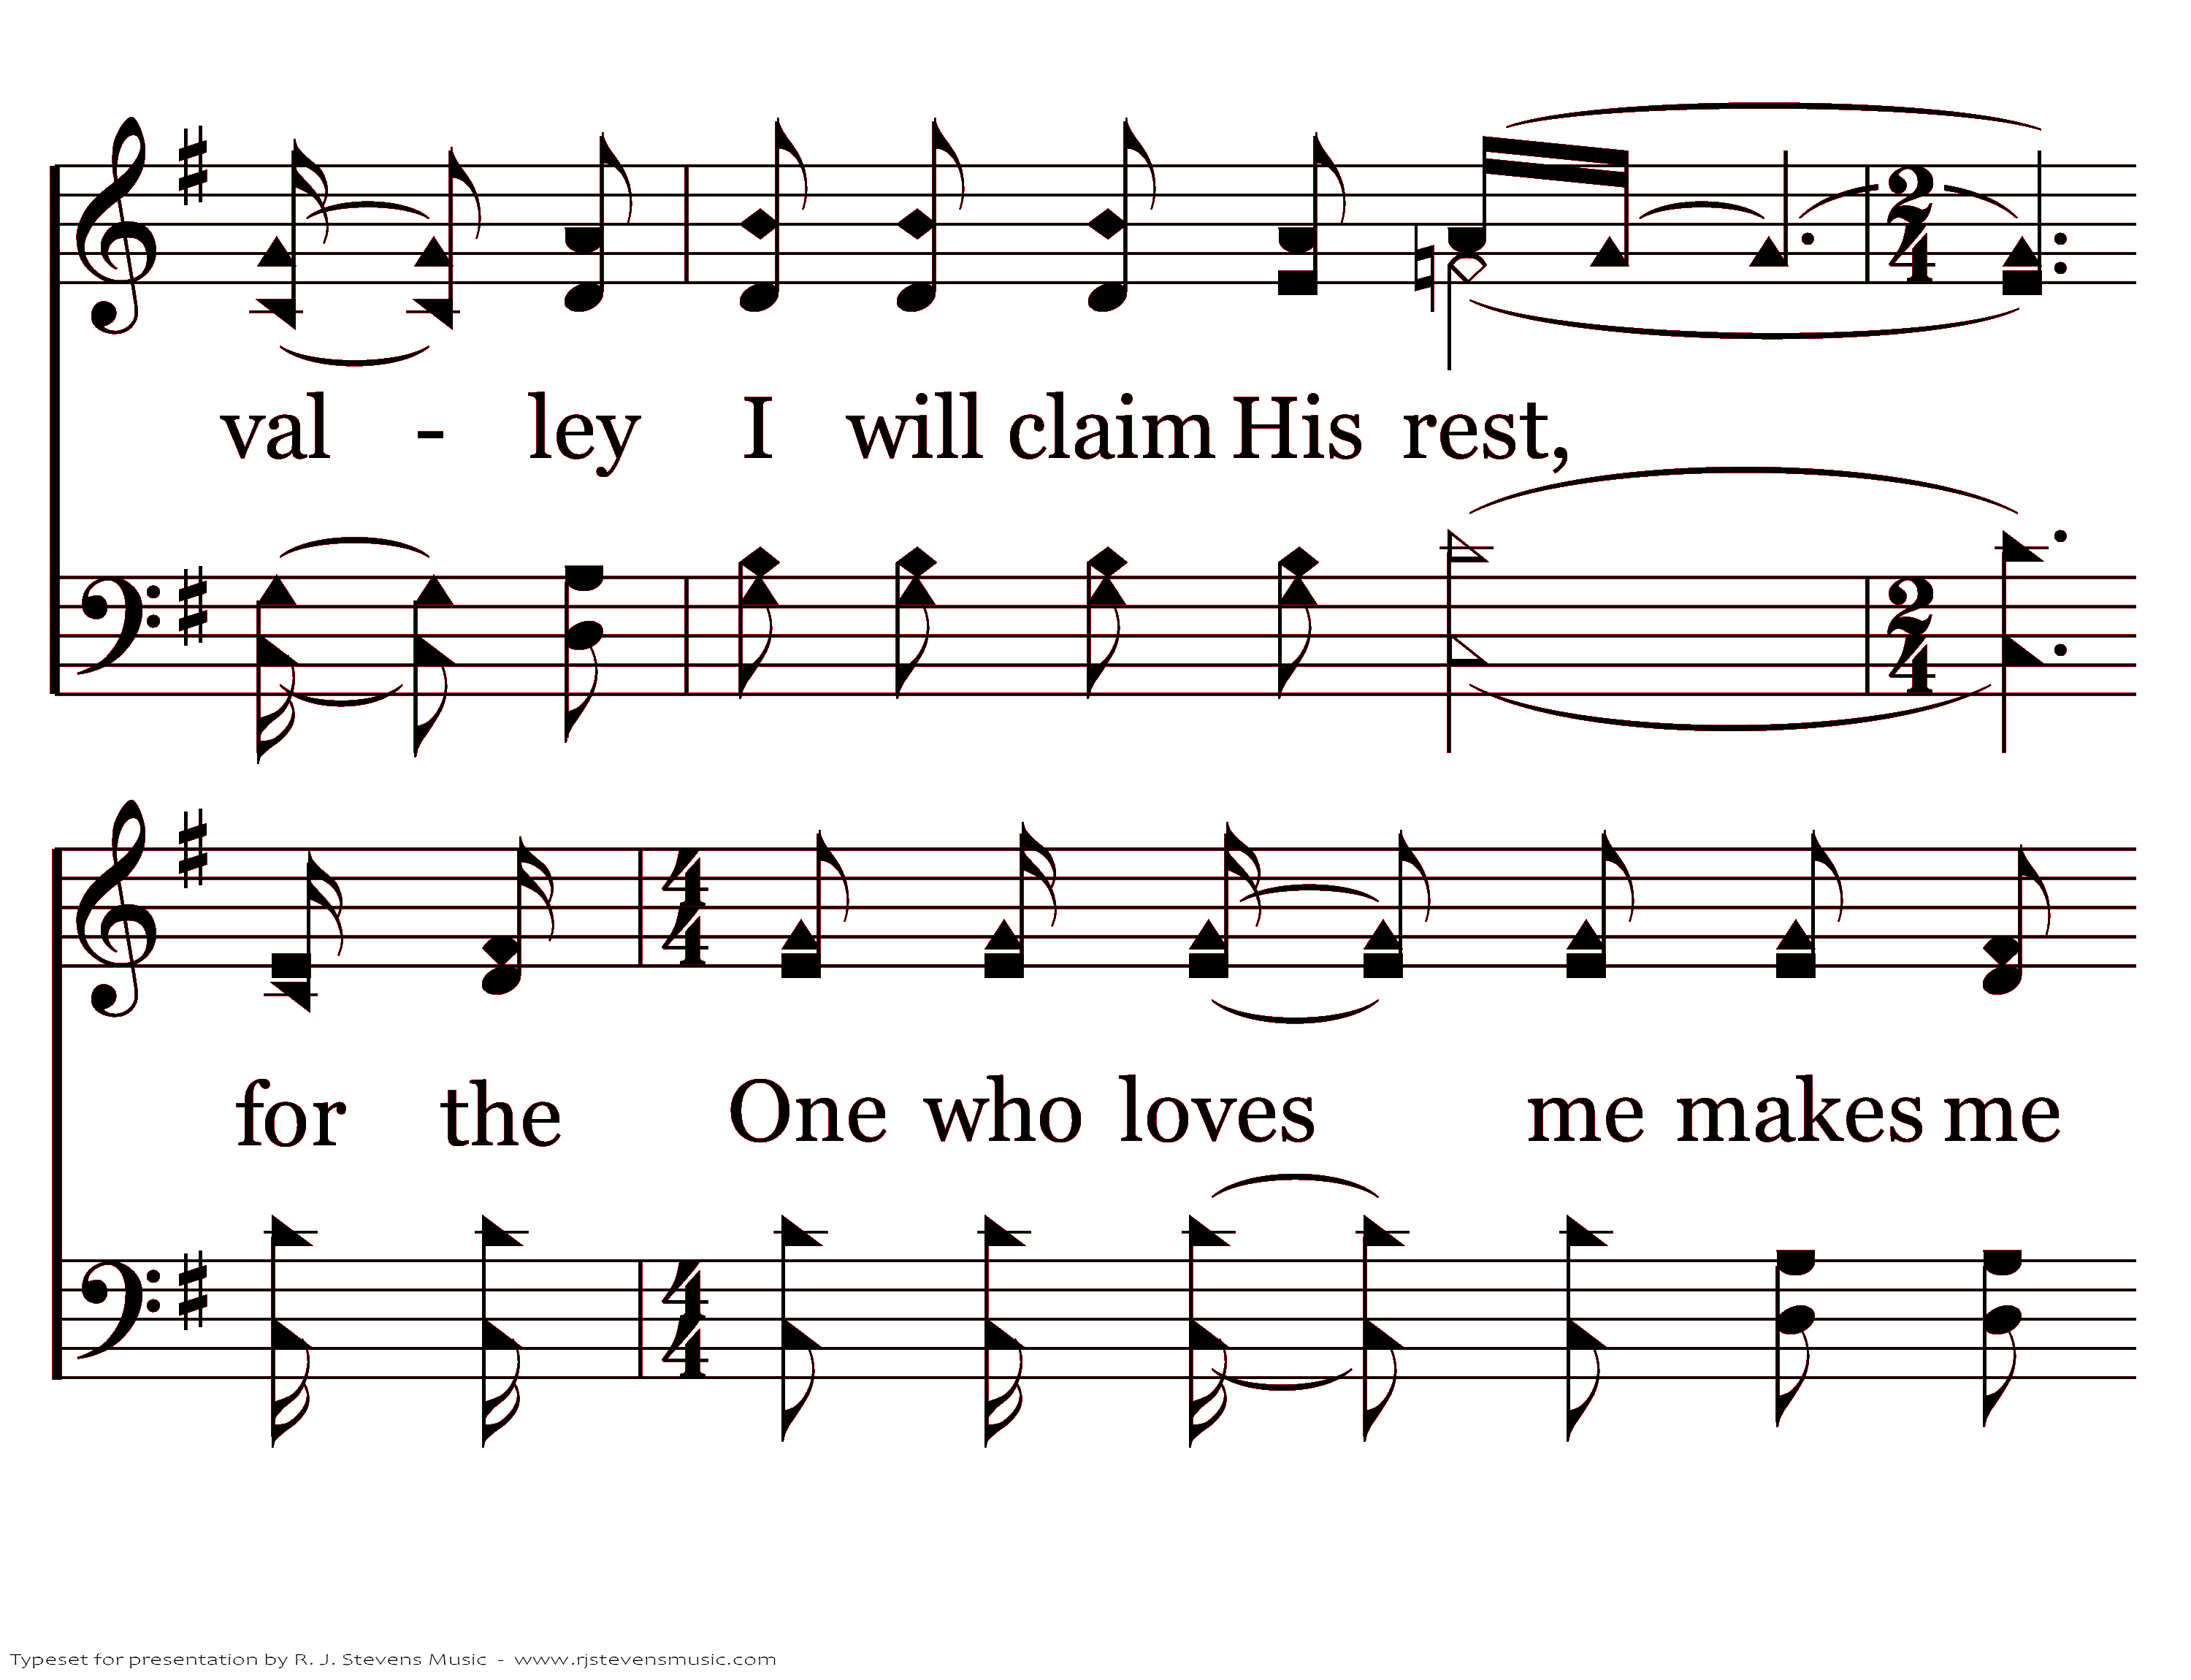 val - ley I will claim His rest,
for the One who loves me makes me
Typeset for presentation by R. J. Stevens Music - www.rjstevensmusic.com